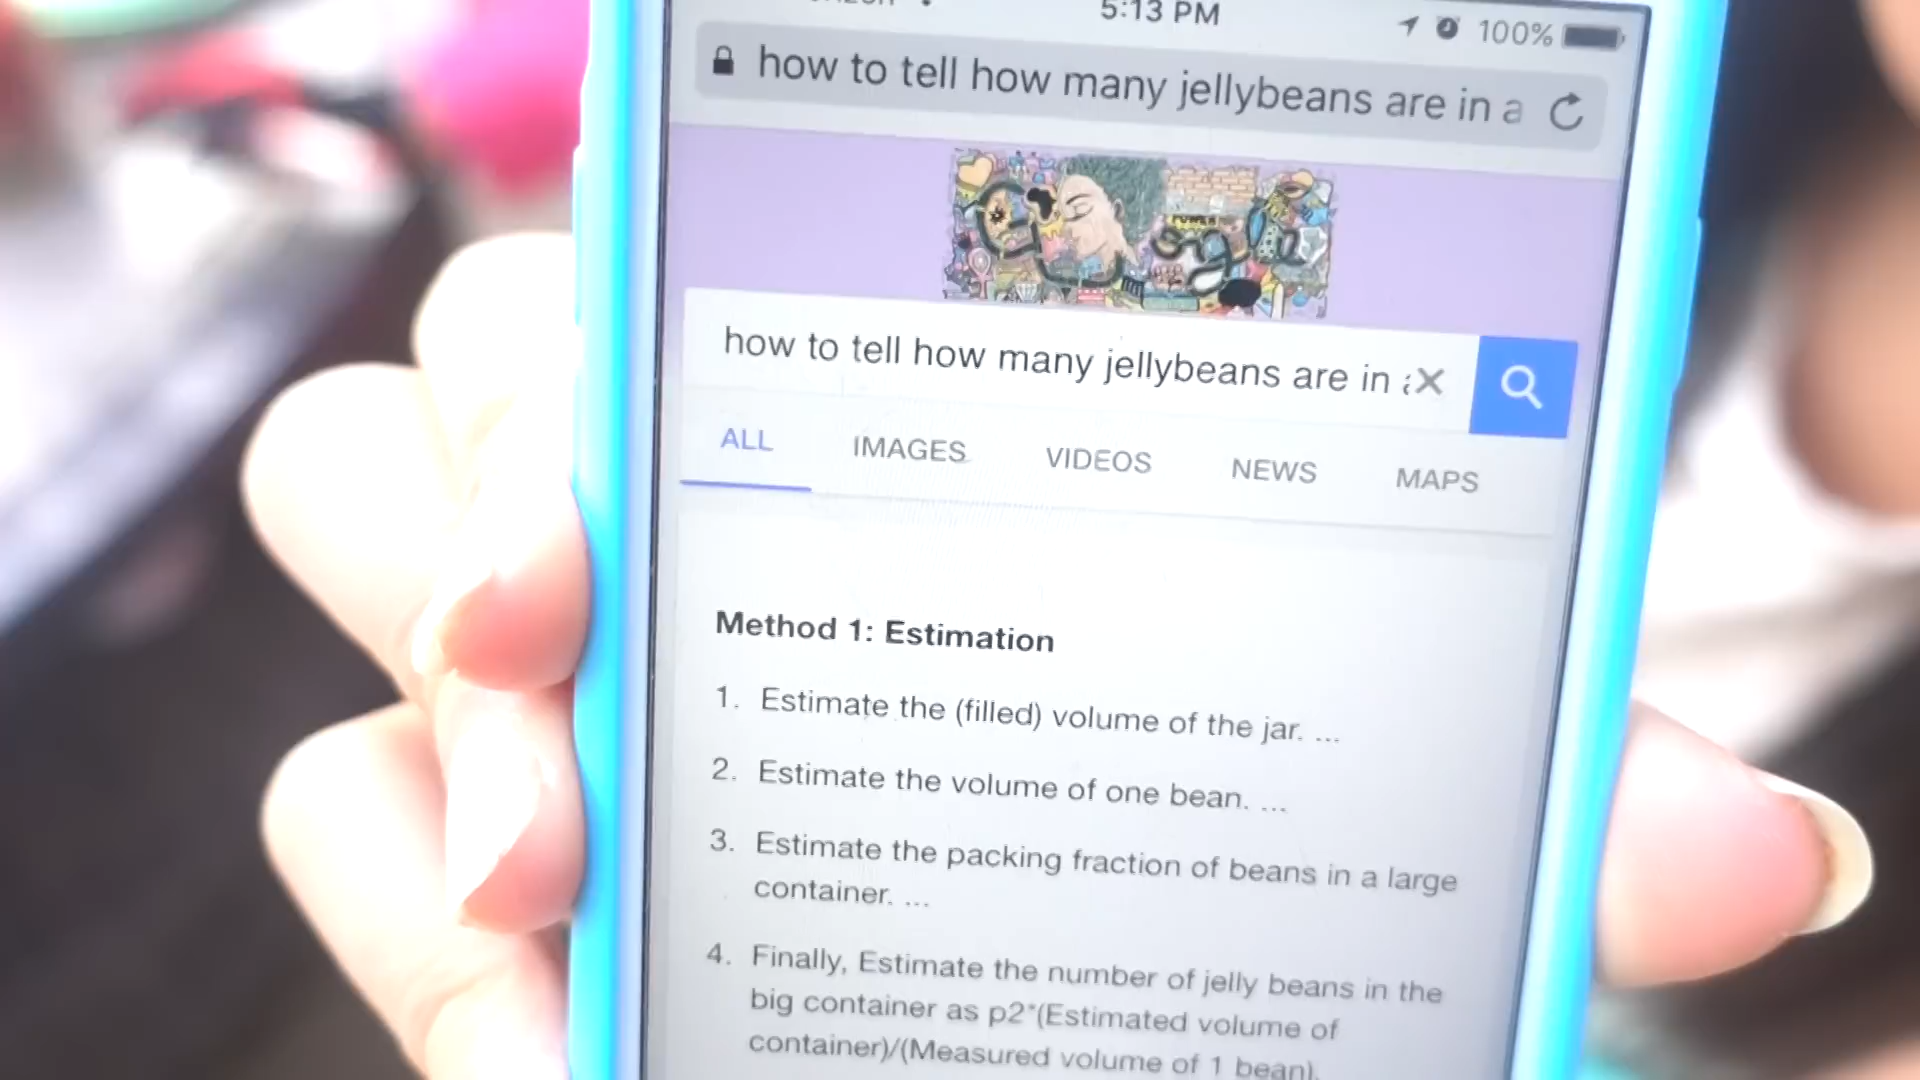 5:13 PM
100%
how to tell how many jellybeans are in a
how to tell how many jellybeans are in
ALL IMAGES VIDEOS NEWS MAPS
Method 1: Estimation
1. Estimate the (filled) volume of the jar. ...
2. Estimate the volume of one bean. ...
3. Estimate the packing fraction of beans in a large
container. ...
4. Finally, Estimate the number of jelly beans in the
big container as p2*(Estimated volume of
container)/(Measured volume of 1 bean).